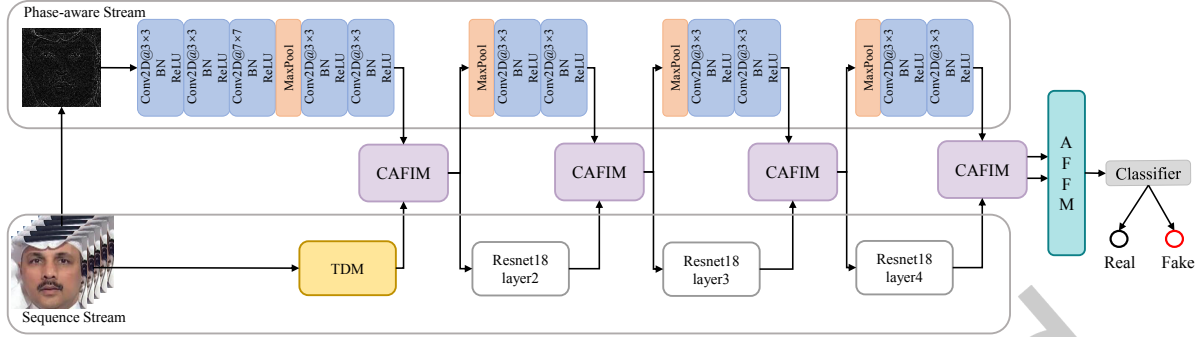 Phase-aware Stream
Conv2D@3×3
BN
ReLU
Conv2D@3×3
BN
ReLU
Conv2D@7×7
BN
ReLU
MaxPool
Conv2D@3×3
BN
ReLU
Conv2D@3×3
BN
ReLU
MaxPool
Conv2D@3×3
BN
ReLU
Conv2D@3×3
BN
ReLU
MaxPool
Conv2D@3×3
BN
ReLU
Conv2D@3×3
BN
ReLU
MaxPool
Conv2D@3×3
BN
ReLU
Conv2D@3×3
BN
ReLU
CAFIM
CAFIM
CAFIM
CAFIM
A
F
F
M
Classifier
Real
Fake
TDM
Resnet18
layer2
Resnet18
layer3
Resnet18
layer4
Sequence Stream